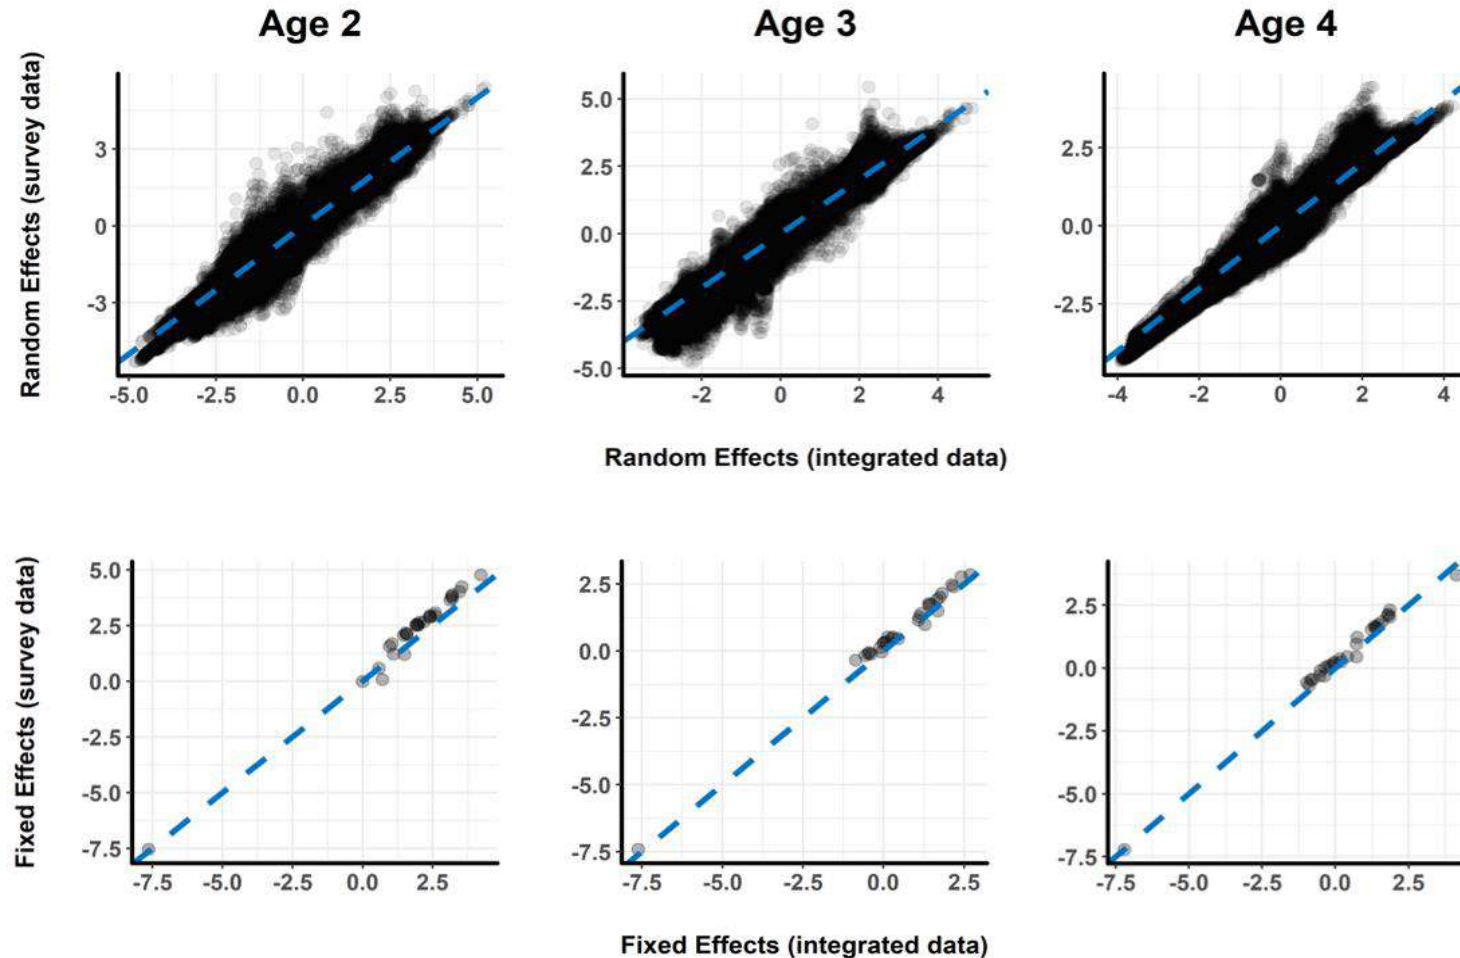 Age 2 Age 3 Age 4
Random Effects (survey data)
3
0
-3
-5.0 -2.5 0.0 2.5 5.0
5.0
2.5
0.0
-2.5
-5.0
-2 0 2 4
2.5
0.0
-2.5
-4 -2 0 2 4
Random Effects (integrated data)
Fixed Effects (survey data)
5.0
2.5
0.0
-2.5
-5.0
-7.5
-7.5 -5.0 -2.5 0.0 2.5
2.5
0.0
-2.5
-5.0
-7.5
-7.5 -5.0 -2.5 0.0 2.5
2.5
0.0
-2.5
-5.0
-7.5
-7.5 -5.0 -2.5 0.0 2.5
Fixed Effects (integrated data)